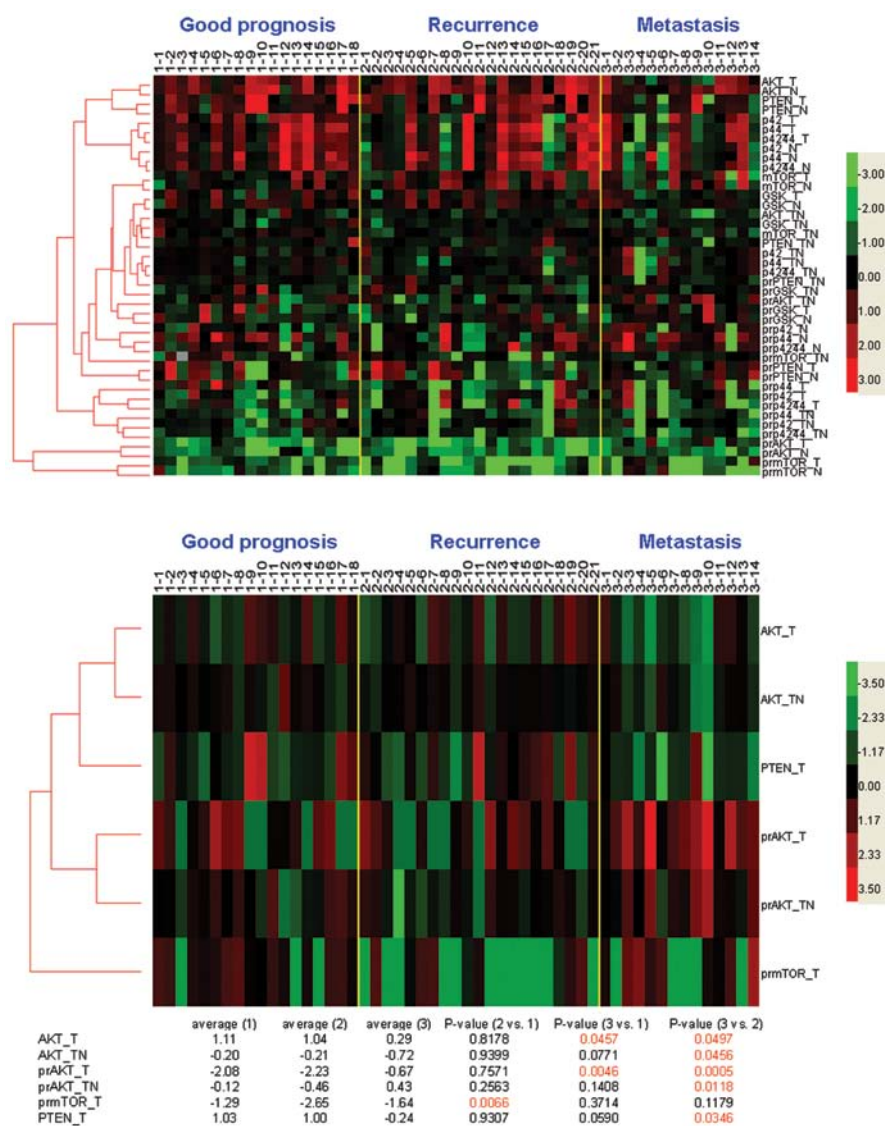 Good prognosis Recurrence Metastasis
1-1 1-3 1-4 1-5 1-6 1-7 1-8 1-9 1-10 1-12 1-13 1-14 1-15 1-16 1-17 1-18 2-1 2-2 2-3 2-4 2-5 2-6 2-7 2-8 2-9 2-10 2-11 2-12 2-13 2-14 2-15 2-16 2-17 2-18 2-19 2-20 2-21 3-1 3-2 3-3 3-4 3-5 3-6 3-7 3-8 3-9 3-10 3-11 3-12 3-13 3-14
AKT_T
AKT_N
PTEN_T
PTEN_N
p42_T
p44_T
p4244_T
p42_N
p44_N
p4244_N
mTOR_T
mTOR_N
GSK_T
GSK_N
AKT_TN
GSK_TN
mTOR_TN
PTEN_TN
p42_TN
p44_TN
p4244_TN
prPTEN_TN
prGSK_TN
prAKT_TN
prGSK_T
prGSK_N
prp42_N
prp44_N
prp4244_N
prmTOR_TN
prPTEN_T
prPTEN_N
prp44_T
prp42_T
prp4244_T
prp44_TN
prp42_TN
prp4244_TN
prAKT_T
prAKT_N
prmTOR_T
prmTOR_N
-3.00
-2.00
-1.00
0.00
1.00
2.00
3.00
Good prognosis Recurrence Metastasis
AKT_T
AKT_TN
PTEN_T
prAKT_T
prAKT_TN
prmTOR_T
-3.50
-2.33
-1.17
0.00
1.17
2.33
3.50
average (1) average (2) average (3) P-value (2 vs. 1) P-value (3 vs. 1) P-value (3 vs. 2)
AKT_T 1.11 1.04 0.29 0.8178 0.0457 0.0497
AKT_TN -0.20 -0.21 -0.72 0.9399 0.0771 0.0456
prAKT_T -2.08 -2.23 -0.67 0.7571 0.0046 0.0005
prAKT_TN -0.12 -0.46 0.43 0.2563 0.1408 0.0118
prmTOR_T -1.29 -2.65 -1.64 0.0066 0.3714 0.1179
PTEN_T 1.03 1.00 -0.24 0.9307 0.0590 0.0346